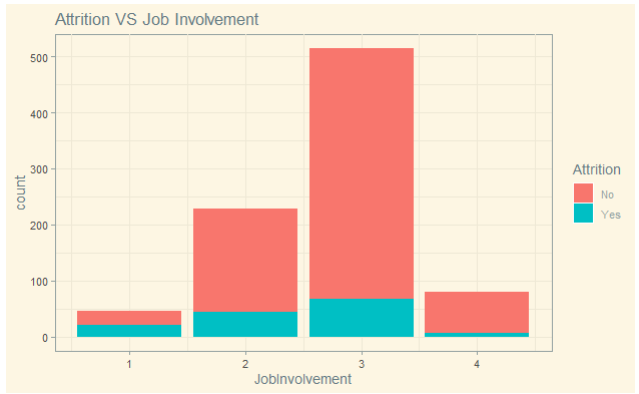 Attrition VS Job Involvement
500
400
300
200
100
0
count
1 2 3 4
JobInvolvement
Attrition
No
Yes